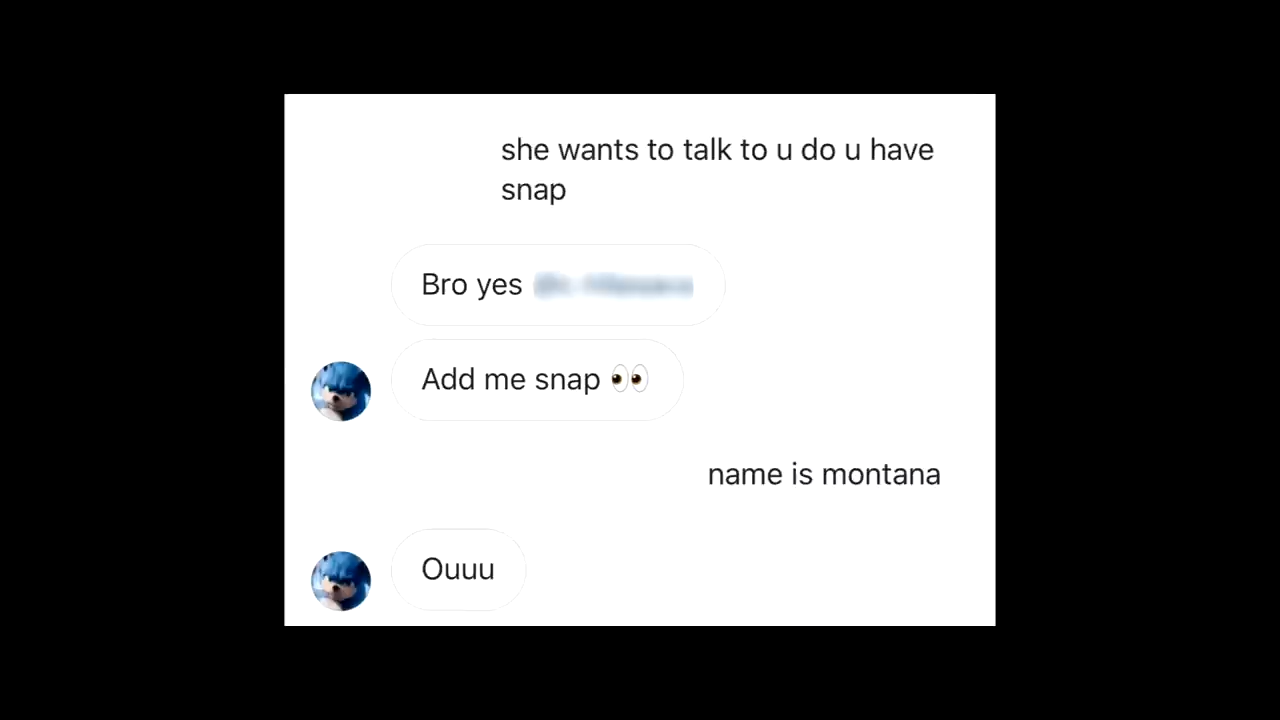 she wants to talk to u do u have
snap
Bro yes
Add me snap 👀
name is montana
Ouuu